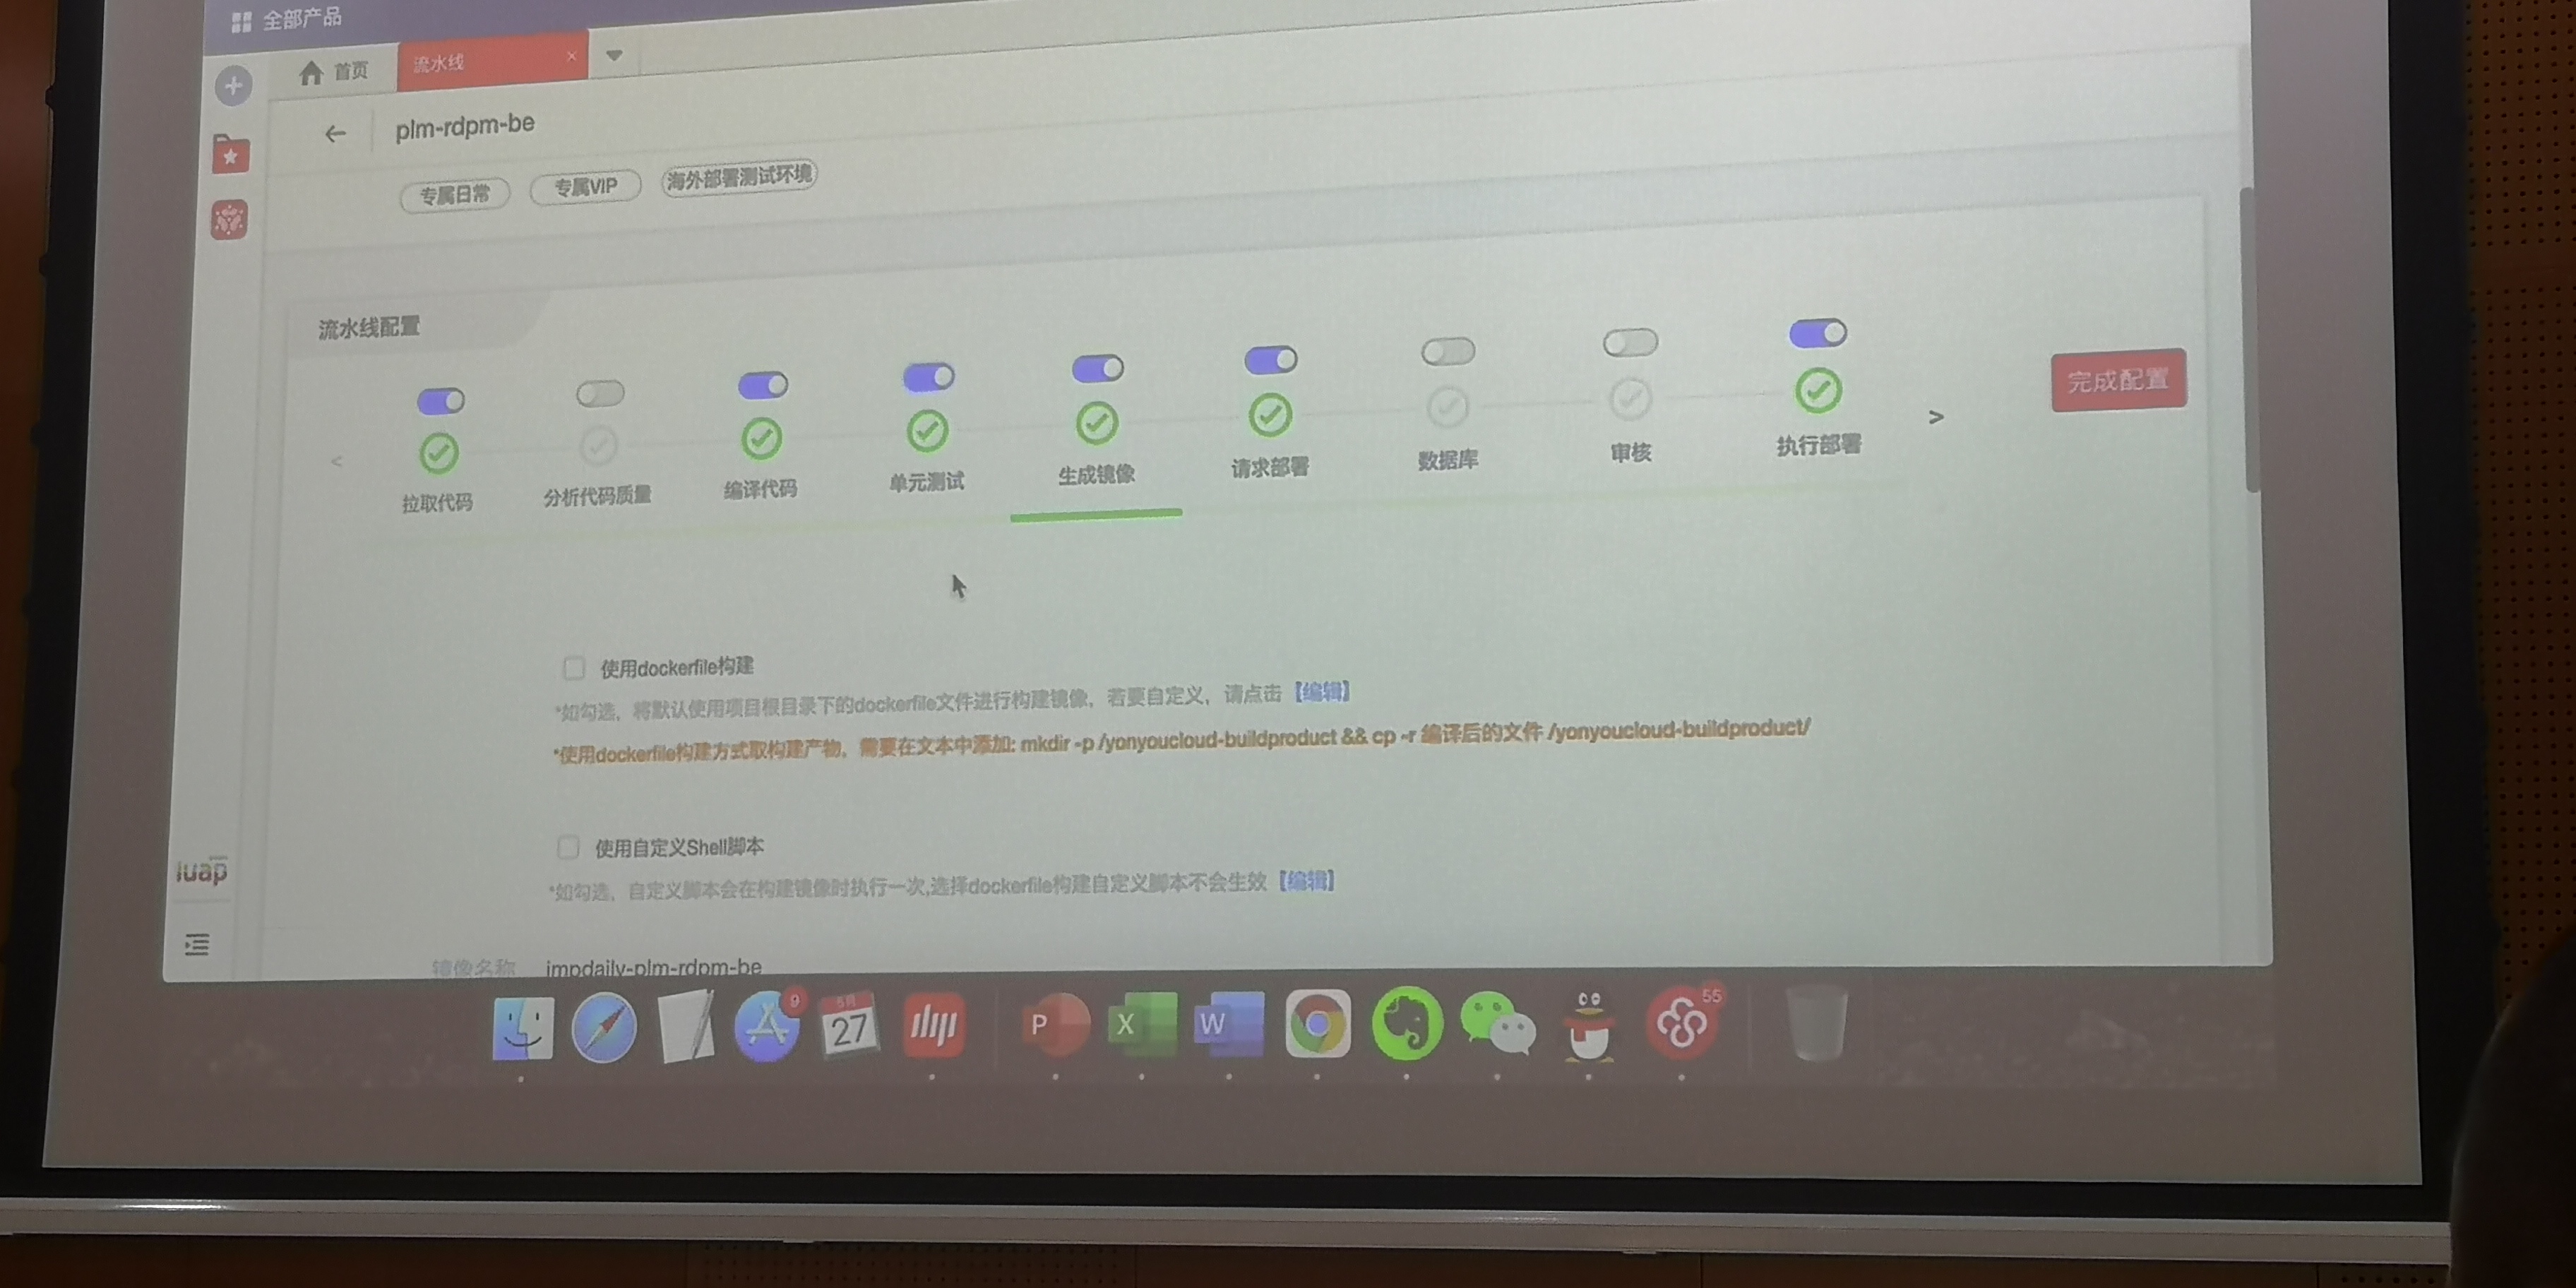 全部产品
首页
流水线
plm-rdpm-be
专属日常
专属VIP
海外部署测试环境
流水线配置
完成配置
拉取代码
分析代码质量
编译代码
单元测试
生成镜像
请求部署
数据库
审核
执行部署
使用dockerfile构建
*如勾选，将默认使用项目根目录下的dockerfile文件进行构建镜像，若要自定义，请点击【编辑】
*使用dockerfile构建方式取构建产物，需要在文本中添加: mkdir -p /yonyoucloud-buildproduct && cp -r 编译后的文件 /yonyoucloud-buildproduct/
使用自定义Shell脚本
*如勾选，自定义脚本会在构建镜像时执行一次,选择dockerfile构建自定义脚本不会生效【编辑】
iuap
镜像名称 impdaily-plm-rdpm-be
9
5月
27
P
X
W
55